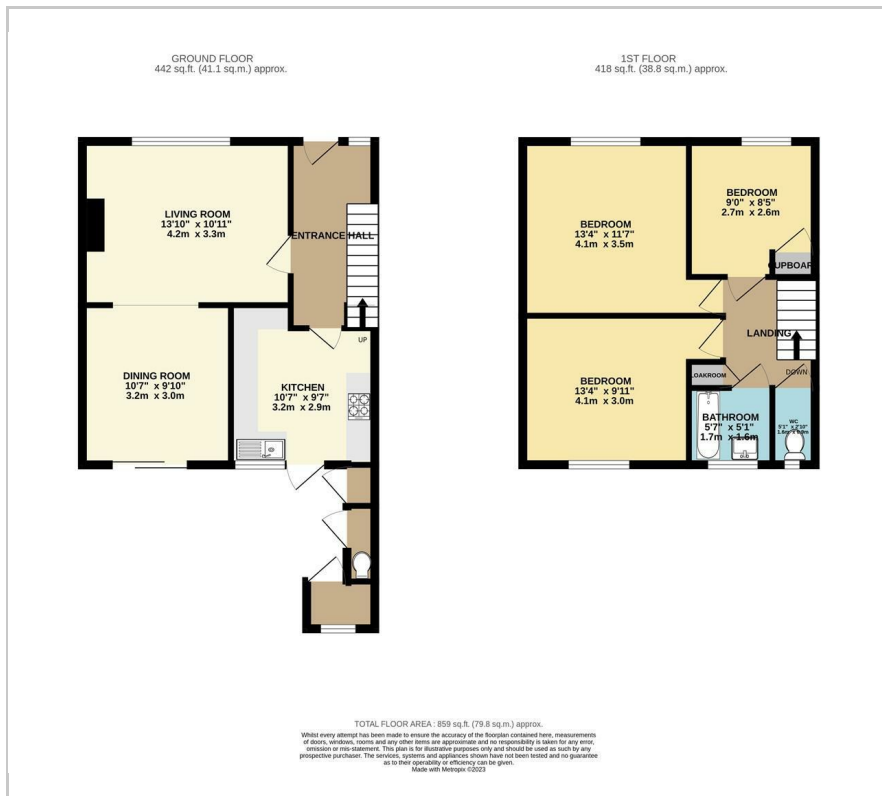 GROUND FLOOR
442 sq.ft. (41.1 sq.m.) approx.
1ST FLOOR
418 sq.ft. (38.8 sq.m.) approx.
LIVING ROOM
13'10" x 10'11"
4.2m x 3.3m
ENTRANCE HALL
UP
DINING ROOM
10'7" x 9'10"
3.2m x 3.0m
KITCHEN
10'7" x 9'7"
3.2m x 2.9m
BEDROOM
13'4" x 11'7"
4.1m x 3.5m
BEDROOM
9'0" x 8'5"
2.7m x 2.6m
CUPBOAR
LANDING
DOWN
BEDROOM
13'4" x 9'11"
4.1m x 3.0m
LOAKROOM
BATHROOM
5'7" x 5'1"
1.7m x 1.6m
WC
5'1" x 2'10"
TOTAL FLOOR AREA : 859 sq.ft. (79.8 sq.m.) approx.
Whilst every attempt has been made to ensure the accuracy of the floorplan contained here, measurements
of doors, windows, rooms and any other items are approximate and no responsibility is taken for any error,
omission or mis-statement. This plan is for illustrative purposes only and should be used as such by any
prospective purchaser. The services, systems and appliances shown have not been tested and no guarantee
as to their operability or efficiency can be given.
Made with Metropix ©2023